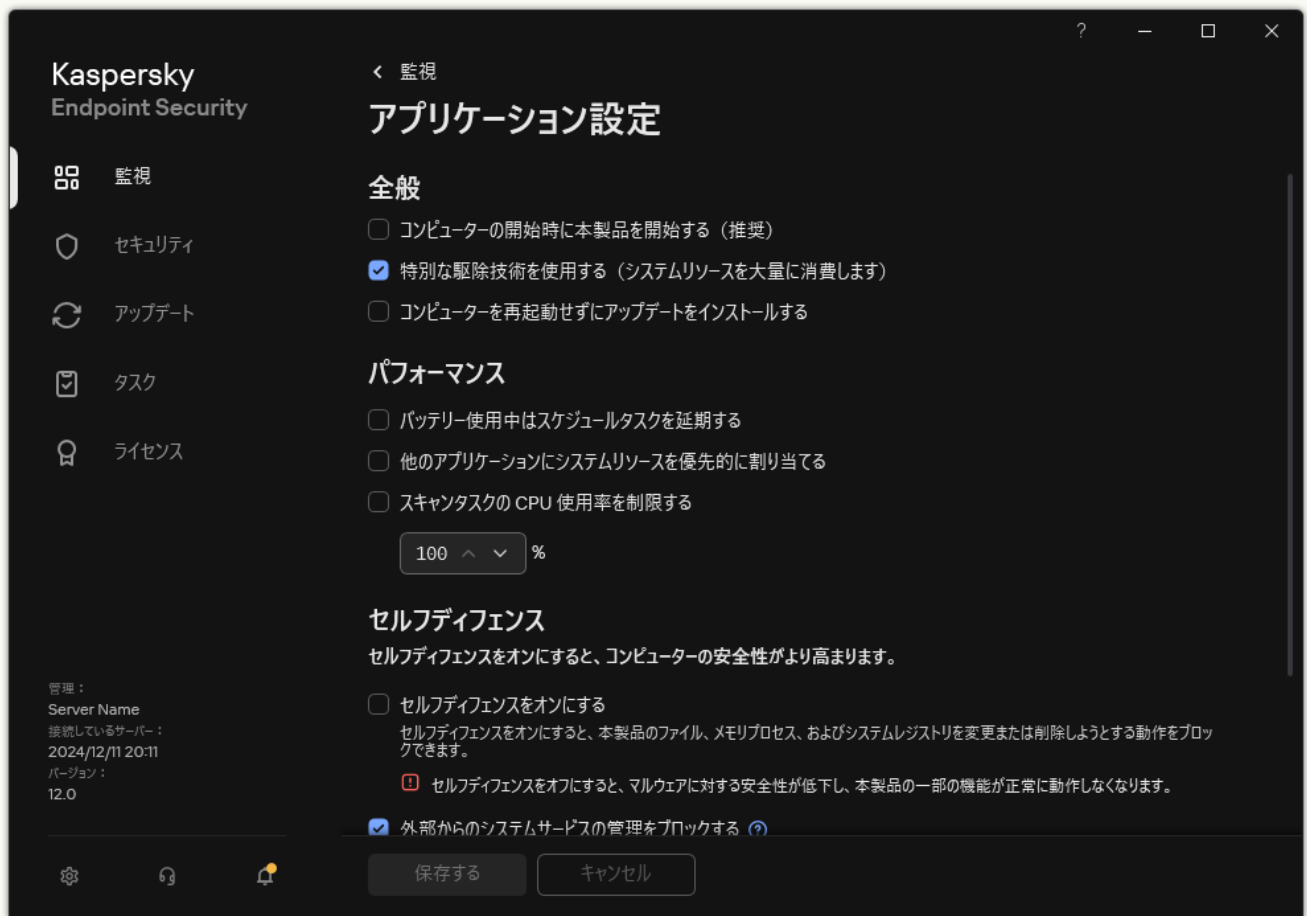 Kaspersky
Endpoint Security
監視
セキュリティ
アップデート
タスク
ライセンス
管理：
Server Name
接続しているサーバー：
2024/12/11 20:11
バージョン：
12.0
?
監視
アプリケーション設定
全般
コンピューターの開始時に本製品を開始する（推奨）
特別な駆除技術を使用する（システムリソースを大量に消費します）
コンピューターを再起動せずにアップデートをインストールする
パフォーマンス
バッテリー使用中はスケジュールタスクを延期する
他のアプリケーションにシステムリソースを優先的に割り当てる
スキャンタスクの CPU 使用率を制限する
100 %
セルフディフェンス
セルフディフェンスをオンにすると、コンピューターの安全性がより高まります。
セルフディフェンスをオンにする
セルフディフェンスをオンにすると、本製品のファイル、メモリプロセス、およびシステムレジストリを変更または削除しようとする動作をブロッ
クできます。
セルフディフェンスをオフにすると、マルウェアに対する安全性が低下し、本製品の一部の機能が正常に動作しなくなります。
外部からのシステムサービスの管理をブロックする ?
保存する
キャンセル